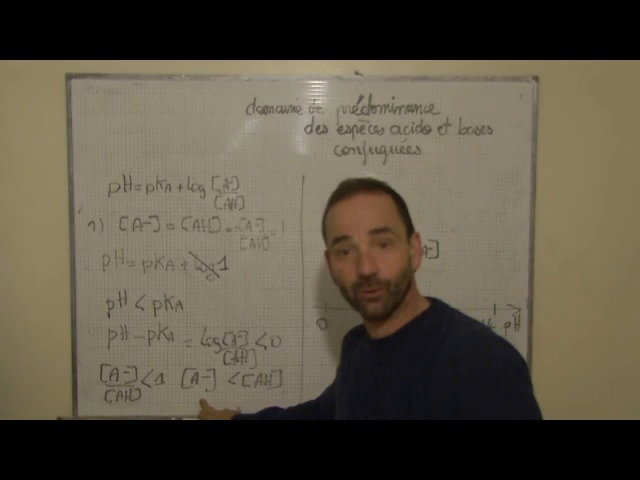 domaine de prédominance
des espèces acides et bases
conjuguées
pH = pKA + log [A-]/[AH]
1) [A-] = [AH] = [A-]/[AH] = 1
pH = pKA + log 1
pH < pKA
pH - pKA = log [A-]/[AH] < 0
[A-]/[AH] < 1 [A-] < [AH]
A]
0 14 pH